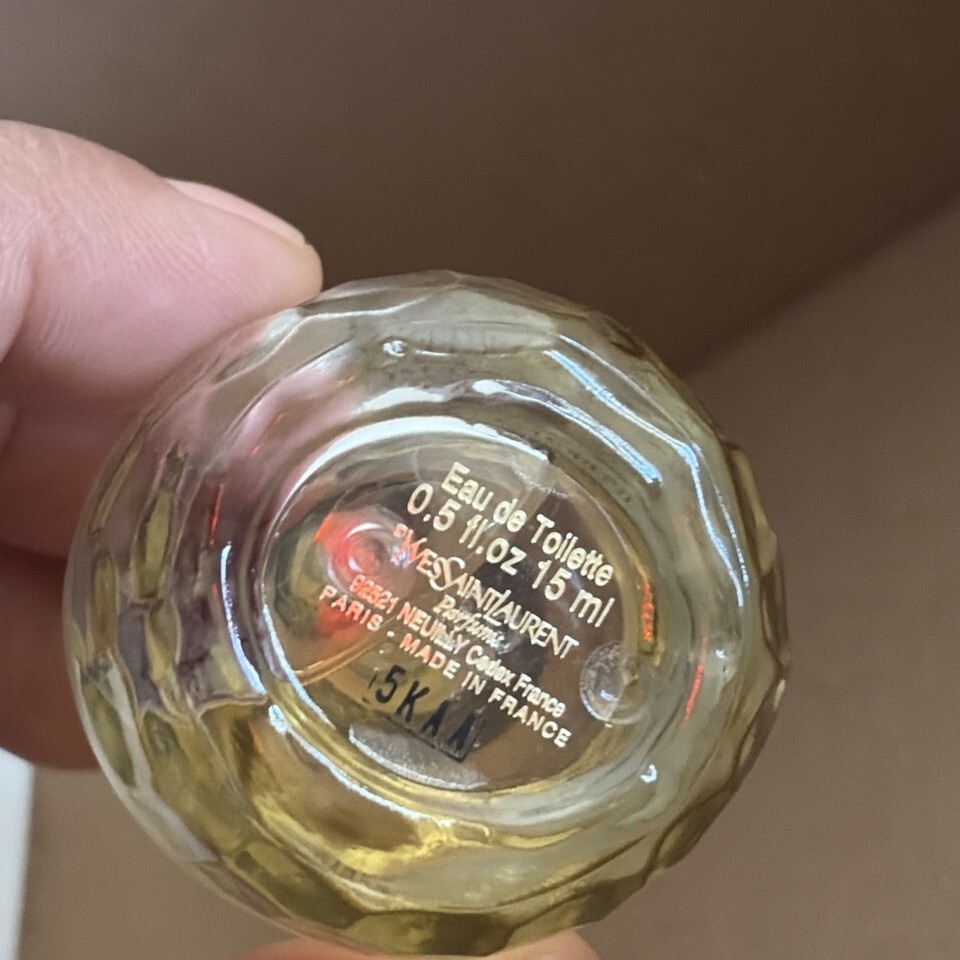 Eau de Toilette
0.5 fl.oz 15 ml
YVESSAINTLAURENT
Parfums
92521 NEUILLY Cedex France
PARIS - MADE IN FRANCE
5KAA